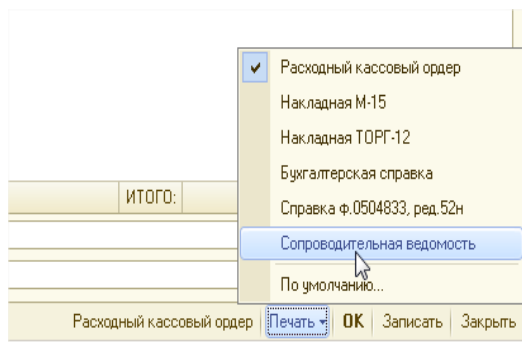 Расходный кассовый ордер
Накладная М-15
Накладная ТОРГ-12
Бухгалтерская справка
Справка ф.0504833, ред.52н
Сопроводительная ведомость
По умолчанию...
ИТОГО:
Расходный кассовый ордер Печать ОК Записать Закрыть